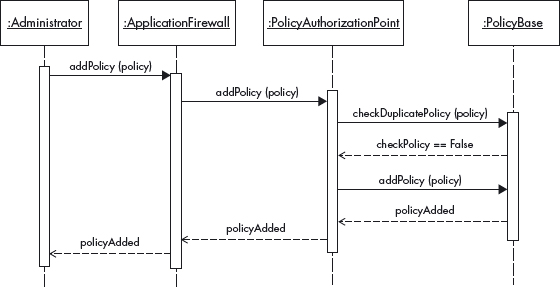 :Administrator
:ApplicationFirewall
:PolicyAuthorizationPoint
:PolicyBase
addPolicy (policy)
addPolicy (policy)
checkDuplicatePolicy (policy)
checkPolicy == False
addPolicy (policy)
policyAdded
policyAdded
policyAdded